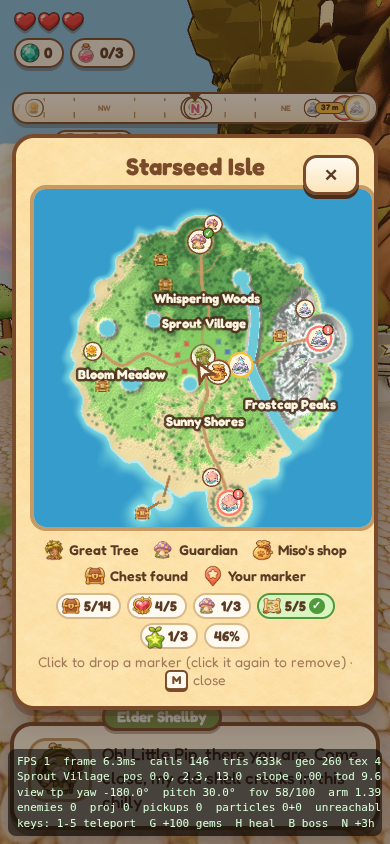 0
0/3
NW
N
NE
37 m
Starseed Isle
×
Whispering Woods
Sprout Village
Bloom Meadow
Frostcap Peaks
Sunny Shores
Great Tree
Guardian
Miso's shop
Chest found
Your marker
5/14
4/5
1/3
5/5
1/3
46%
Click to drop a marker (click it again to remove) ·
M close
Elder Shellby
Oh! Little Pip, there you are. Come
creeks in this
chilly
FPS 1 frame 6.3ms calls 146 tris 633k geo 260 tex 4
Sprout Village pos 0.0, 2.3, 13.0 slope 0.00 tod 9.6
view tp yaw -180.0° pitch 30.0° fov 58/100 arm 1.39
enemies 0 proj 0 pickups 0 particles 0+0 unreachabl
keys: 1-5 teleport G +100 gems H heal B boss N +3h